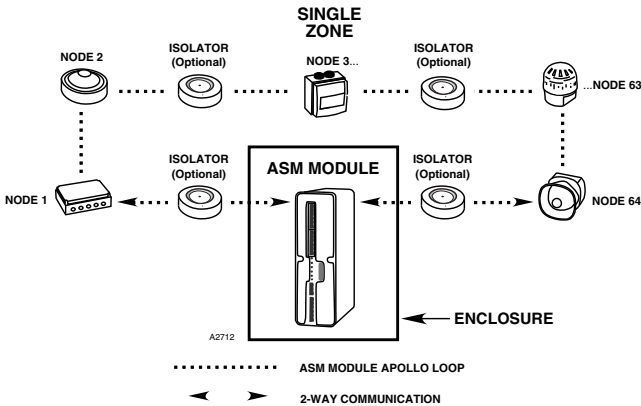 SINGLE
ZONE
NODE 2
ISOLATOR
(Optional)
NODE 3...
ISOLATOR
(Optional)
...NODE 63
NODE 1
ISOLATOR
(Optional)
ASM MODULE
ISOLATOR
(Optional)
NODE 64
ENCLOSURE
A2712
ASM MODULE APOLLO LOOP
2-WAY COMMUNICATION